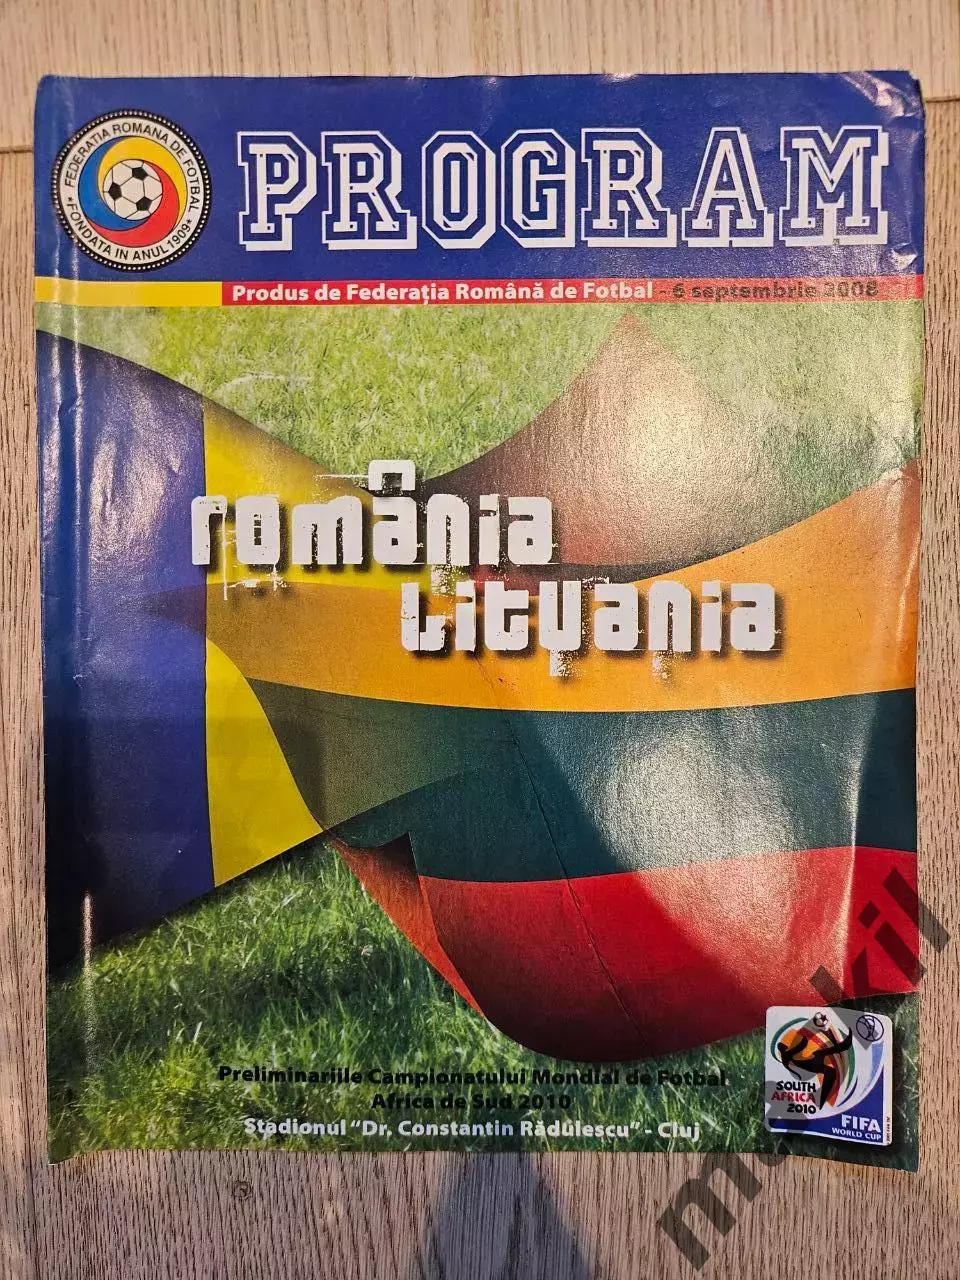 FEDERAȚIA ROMANA DE FOTBAL
*FONDATA IN ANUL 1909*
PROGRAM
Produs de Federația Română de Fotbal - 6 septembrie 2008
România
Lituania
Preliminariile Campionatului Mondial de Fotbal
Africa de Sud 2010
Stadionul "Dr. Constantin Rădulescu" - Cluj
SOUTH
AFRICA
2010
FIFA
WORLD CUP